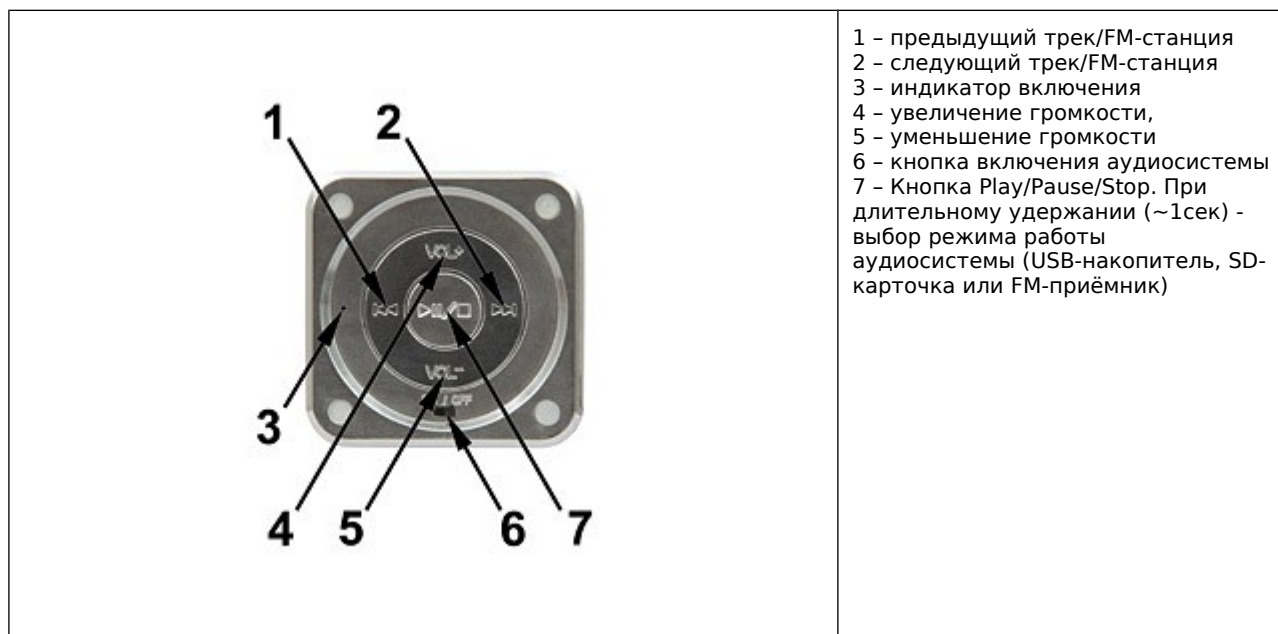 1 – предыдущий трек/FM-станция
2 – следующий трек/FM-станция
3 – индикатор включения
4 – увеличение громкости,
5 – уменьшение громкости
6 – кнопка включения аудиосистемы
7 – Кнопка Play/Pause/Stop. При
длительному удержании (~1сек) -
выбор режима работы
аудиосистемы (USB-накопитель, SD-
карточка или FM-приёмник)
1
2
VOL+
VOL-
OFF
3
4
5
6
7